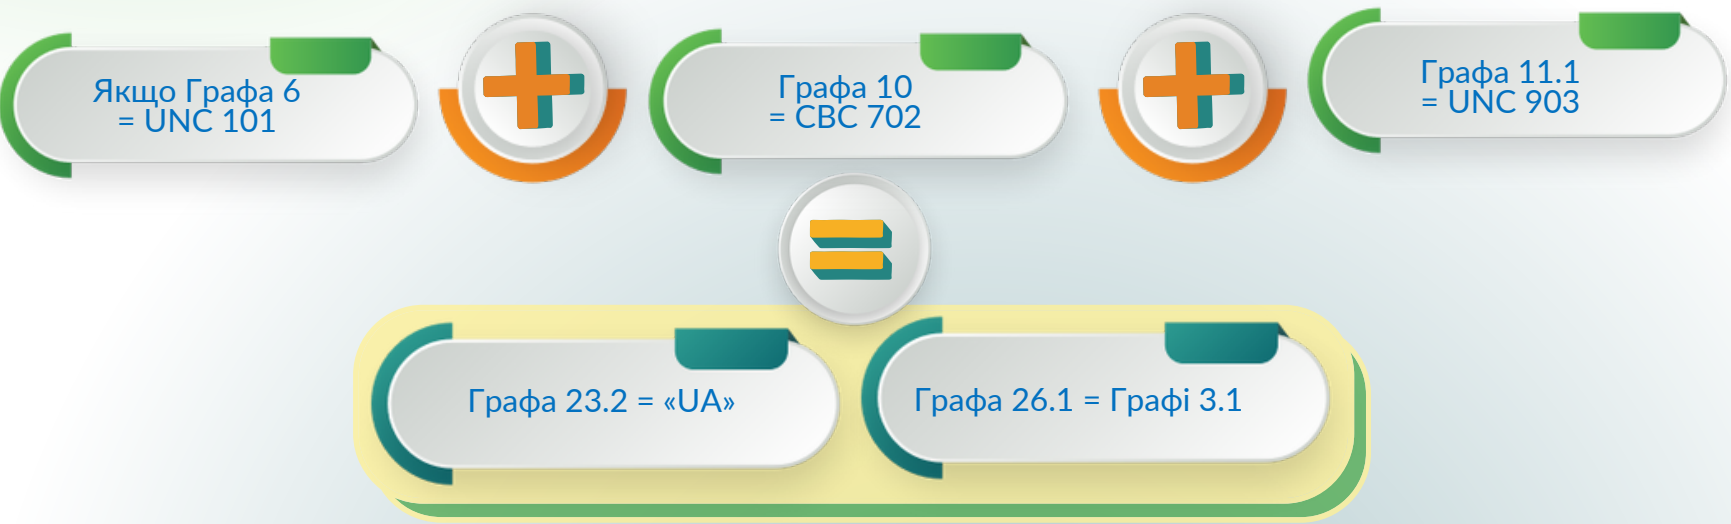 Якщо Графа 6
= UNC 101
Графа 10
= CBC 702
Графа 11.1
= UNC 903
Графа 23.2 = «UA»
Графа 26.1 = Графі 3.1